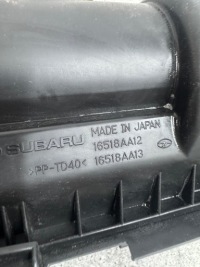 SUBARU MADE IN JAPAN
16518AA12
>PP-TD40< 16518AA13